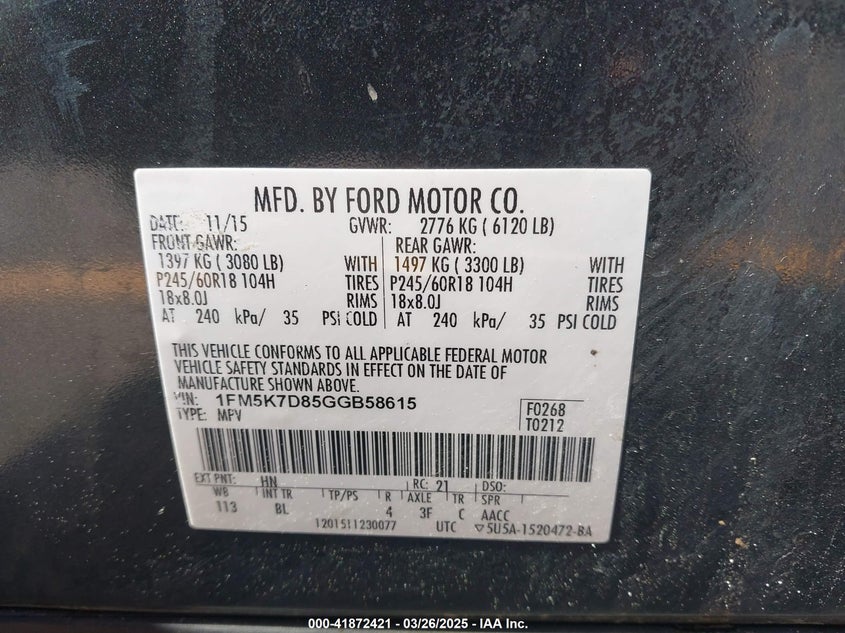 MFD. BY FORD MOTOR CO.
DATE: 11/15 GVWR: 2776 KG ( 6120 LB)
FRONT GAWR: REAR GAWR:
1397 KG ( 3080 LB) WITH 1497 KG ( 3300 LB) WITH
P245/60R18 104H TIRES P245/60R18 104H TIRES
18x8.0J RIMS 18x8.0J RIMS
AT 240 kPa/ 35 PSI COLD AT 240 kPa/ 35 PSI COLD
THIS VEHICLE CONFORMS TO ALL APPLICABLE FEDERAL MOTOR
VEHICLE SAFETY STANDARDS IN EFFECT ON THE DATE OF
MANUFACTURE SHOWN ABOVE.
VIN: 1FM5K7D85GGB58615 F0268
TYPE: MPV T0212
EXT PNT: HN RC: 21 DSO:
WB INT TR TP/PS R AXLE TR SPR
113 BL 4 3F C AACC
1201511230077 UTC ▽5U5A-1520472-BA
000-41872421 - 03/26/2025 - IAA Inc.